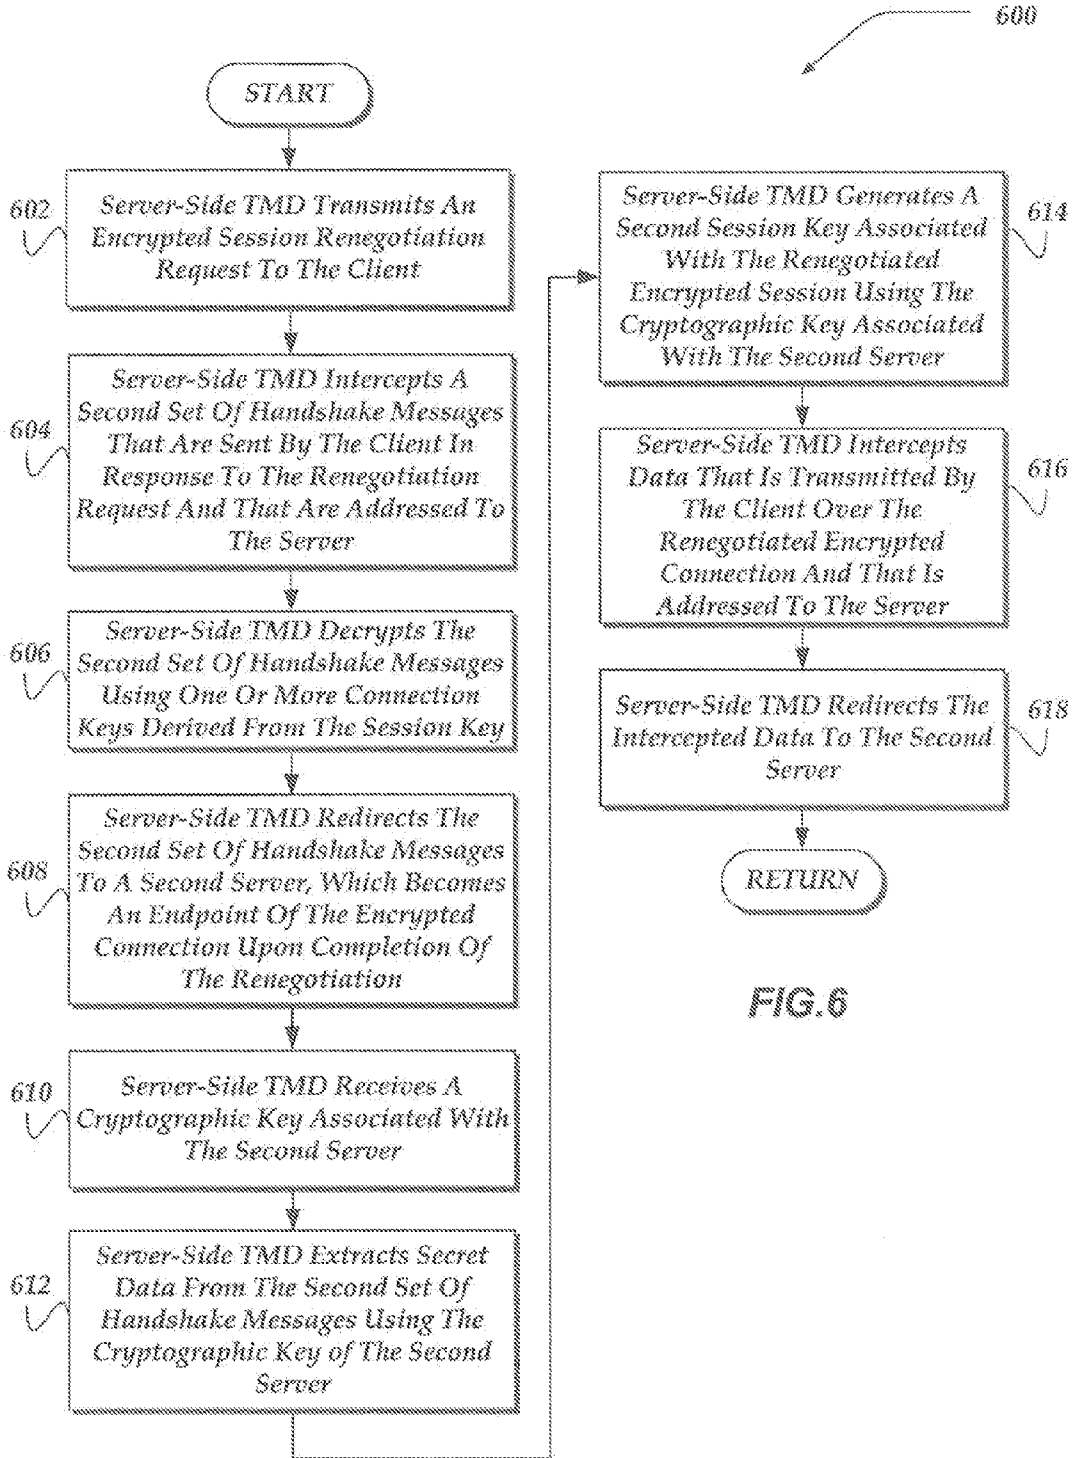 600
START
602
Server-Side TMD Transmits An
Encrypted Session Renegotiation
Request To The Client
604
Server-Side TMD Intercepts A
Second Set Of Handshake Messages
That Are Sent By The Client In
Response To The Renegotiation
Request And That Are Addressed To
The Server
606
Server-Side TMD Decrypts The
Second Set Of Handshake Messages
Using One Or More Connection
Keys Derived From The Session Key
608
Server-Side TMD Redirects The
Second Set Of Handshake Messages
To A Second Server, Which Becomes
An Endpoint Of The Encrypted
Connection Upon Completion Of
The Renegotiation
610
Server-Side TMD Receives A
Cryptographic Key Associated With
The Second Server
612
Server-Side TMD Extracts Secret
Data From The Second Set Of
Handshake Messages Using The
Cryptographic Key of The Second
Server
614
Server-Side TMD Generates A
Second Session Key Associated
With The Renegotiated
Encrypted Session Using The
Cryptographic Key Associated
With The Second Server
616
Server-Side TMD Intercepts
Data That Is Transmitted By
The Client Over The
Renegotiated Encrypted
Connection And That Is
Addressed To The Server
618
Server-Side TMD Redirects The
Intercepted Data To The Second
Server
RETURN
FIG.6